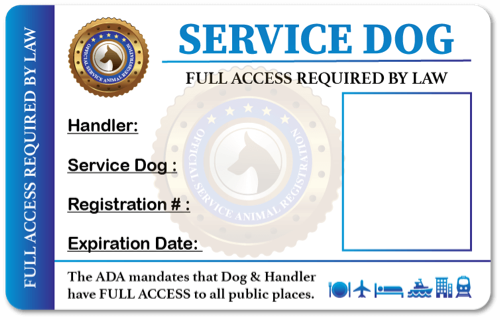 FULL ACCESS REQUIRED BY LAW
OFFICIAL
SERVICE ANIMAL REGISTRATION
SERVICE DOG
FULL ACCESS REQUIRED BY LAW
Handler:
Service Dog :
Registration # :
Expiration Date:
OFFICIAL
SERVICE ANIMAL REGISTRATION
The ADA mandates that Dog & Handler
have FULL ACCESS to all public places.